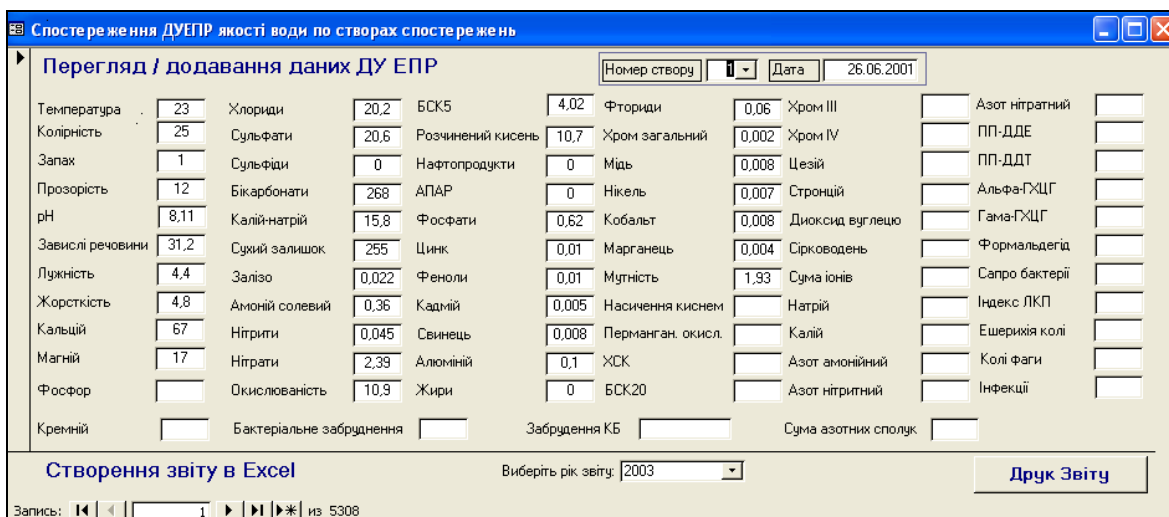 Спостереження ДУЕПР якості води по створах спостережень
Перегляд / додавання даних ДУ ЕПР Номер створу 1 Дата 26.06.2001
Температура . 23 Хлориди 20,2 БСК5 4,02 Фториди 0,06 Хром III Азот нітратний
Колірність 25 Сульфати 20,6 Розчинений кисень 10,7 Хром загальний 0,002 Хром IV ПП-ДДЕ
Запах 1 Сульфіди 0 Нафтопродукти 0 Мідь 0,008 Цезій ПП-ДДТ
Прозорість 12 Бікарбонати 268 АПАР 0 Нікель 0,007 Стронцій Альфа-ГХЦГ
pH 8,11 Калій-натрій 15,8 Фосфати 0,62 Кобальт 0,008 Диоксид вуглецю Гама-ГХЦГ
Завислі речовини 31,2 Сухий залишок 255 Цинк 0,01 Марганець 0,004 Сірководень Формальдегід
Лужність 4,4 Залізо 0,022 Феноли 0,01 Мутність 1,93 Сума іонів Сапро бактерії
Жорсткість 4,8 Амоній солевий 0,36 Кадмій 0,005 Насичення киснем Натрій Індекс ЛКП
Кальцій 67 Нітрити 0,045 Свинець 0,008 Перманган. окисл. Калій Ешерихія колі
Магній 17 Нітрати 2,39 Алюміній 0,1 ХСК Азот амонійний Колі фаги
Фосфор Окислюваність 10,9 Жири 0 БСК20 Азот нітритний Інфекції
Кремній Бактеріальне забруднення Забрудення КБ Сума азотних сполук
Створення звіту в Excel Виберіть рік звіту: 2003 Друк Звіту
Запись: 1 из 5308